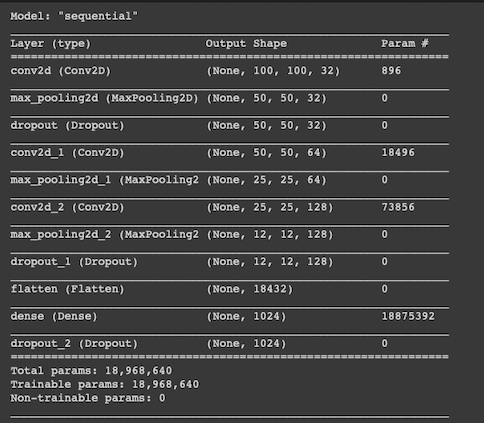 Model: "sequential"
Layer (type) Output Shape Param #
conv2d (Conv2D) (None, 100, 100, 32) 896
max_pooling2d (MaxPooling2D) (None, 50, 50, 32) 0
dropout (Dropout) (None, 50, 50, 32) 0
conv2d_1 (Conv2D) (None, 50, 50, 64) 18496
max_pooling2d_1 (MaxPooling2 (None, 25, 25, 64) 0
conv2d_2 (Conv2D) (None, 25, 25, 128) 73856
max_pooling2d_2 (MaxPooling2 (None, 12, 12, 128) 0
dropout_1 (Dropout) (None, 12, 12, 128) 0
flatten (Flatten) (None, 18432) 0
dense (Dense) (None, 1024) 18875392
dropout_2 (Dropout) (None, 1024) 0
Total params: 18,968,640
Trainable params: 18,968,640
Non-trainable params: 0